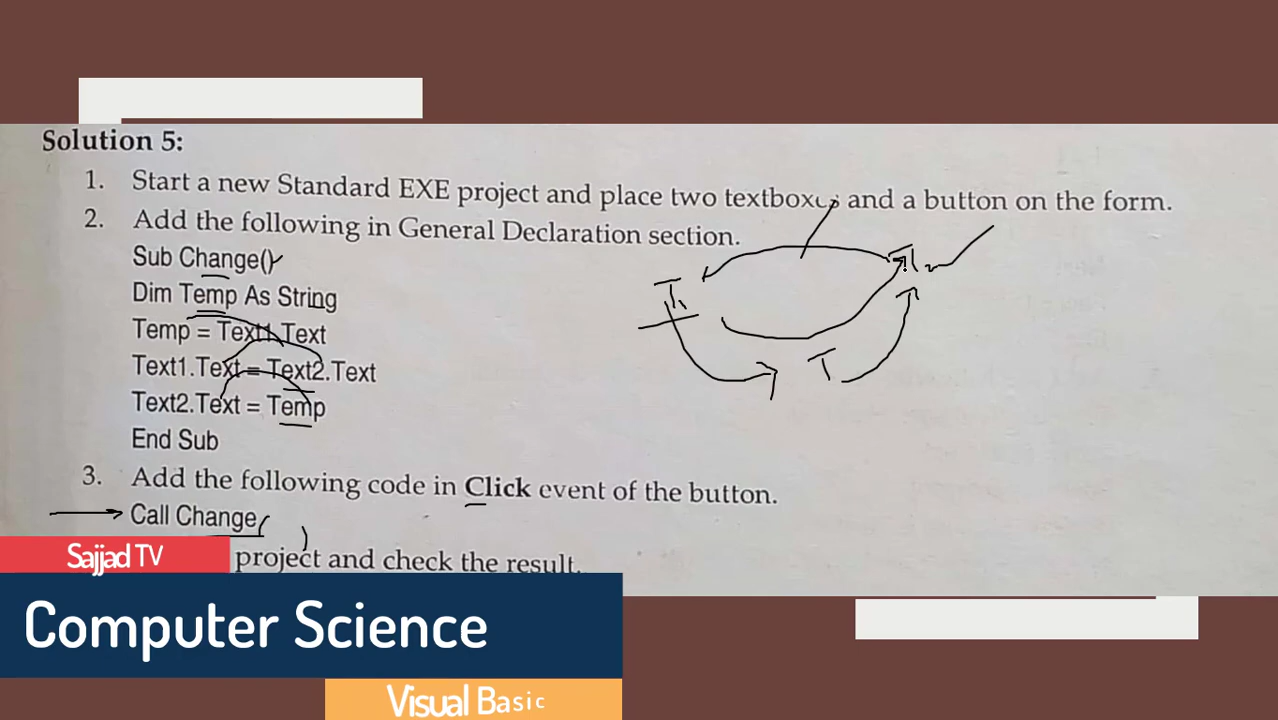 Solution 5:
1. Start a new Standard EXE project and place two textboxes and a button on the form.
2. Add the following in General Declaration section.
Sub Change()
Dim Temp As String
Temp = Text1.Text
Text1.Text = Text2.Text
Text2.Text = Temp
End Sub
3. Add the following code in Click event of the button.
Call Change( )
project and check the result.
Sajjad TV
Computer Science
Visual Basic